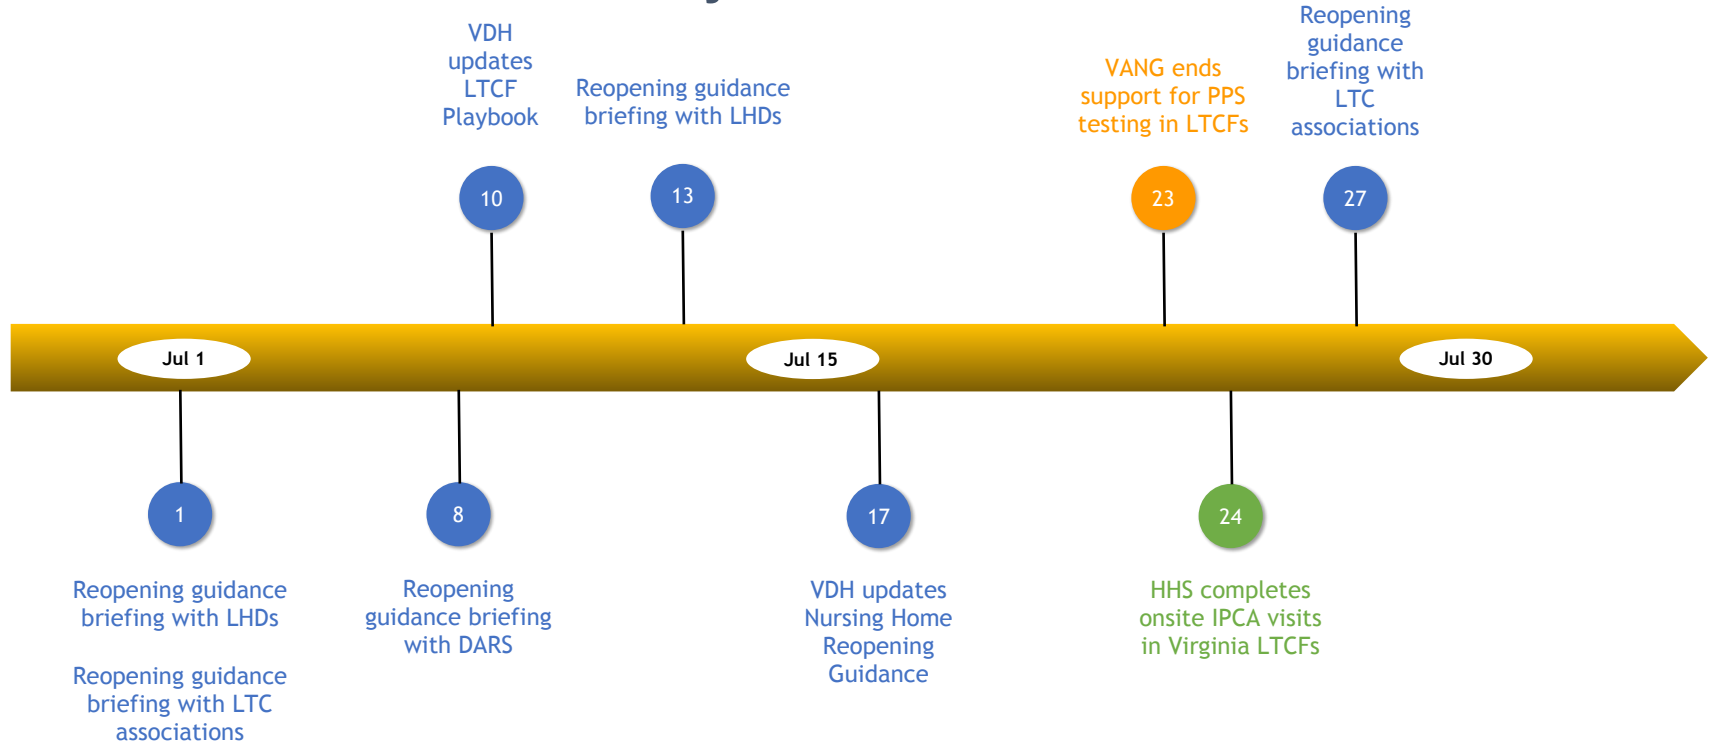 VDH
updates
LTCF
Playbook
Reopening guidance
briefing with LHDs
VANG ends
support for PPS
testing in LTCFs
Reopening
guidance
briefing with
LTC
associations
10
13
23
27
Jul 1
Jul 15
Jul 30
1
8
17
24
Reopening guidance
briefing with LHDs
Reopening guidance
briefing with LTC
associations
Reopening
guidance briefing
with DARS
VDH updates
Nursing Home
Reopening
Guidance
HHS completes
onsite IPCA visits
in Virginia LTCFs